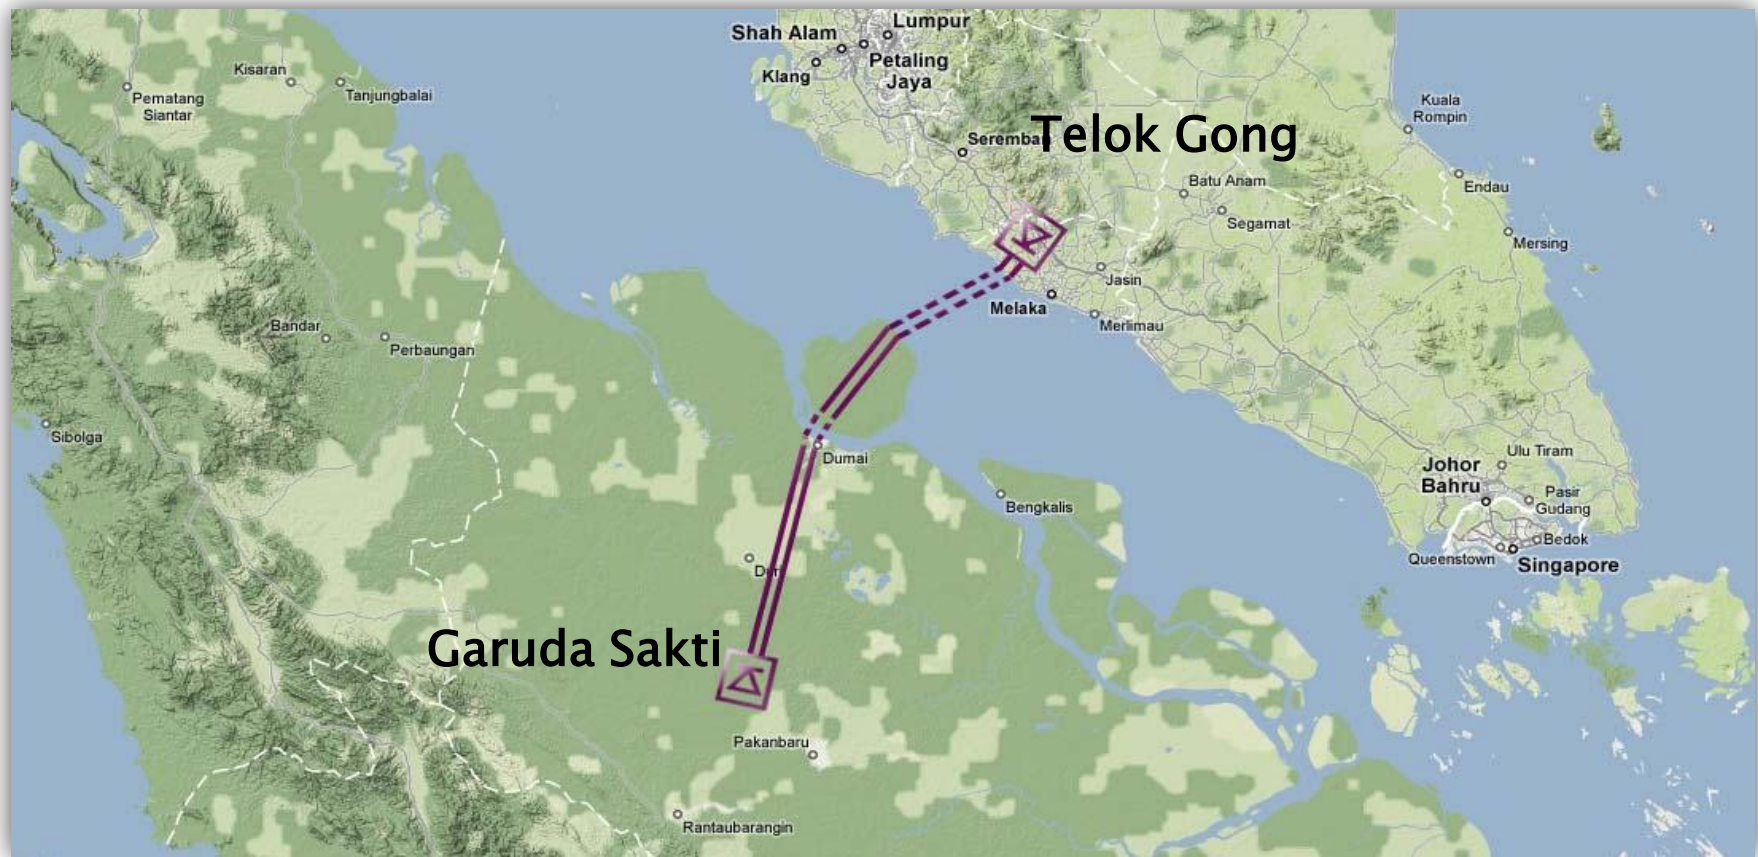 Lumpur
Shah Alam
Petaling
Jaya
Klang
Kisaran
Tanjungbalai
Pematang
Siantar
Kuala
Rompin
Telok Gong
Batu Anam
Endau
Segamat
Mersing
Jasin
Melaka
Merlimau
Bandar
Perbaungan
Sibolga
Dumai
Ulu Tiram
Johor
Bahru
Pasir
Gudang
Bengkalis
Bedok
Queenstown
Singapore
Garuda Sakti
Pakanbaru
Rantaubarangin